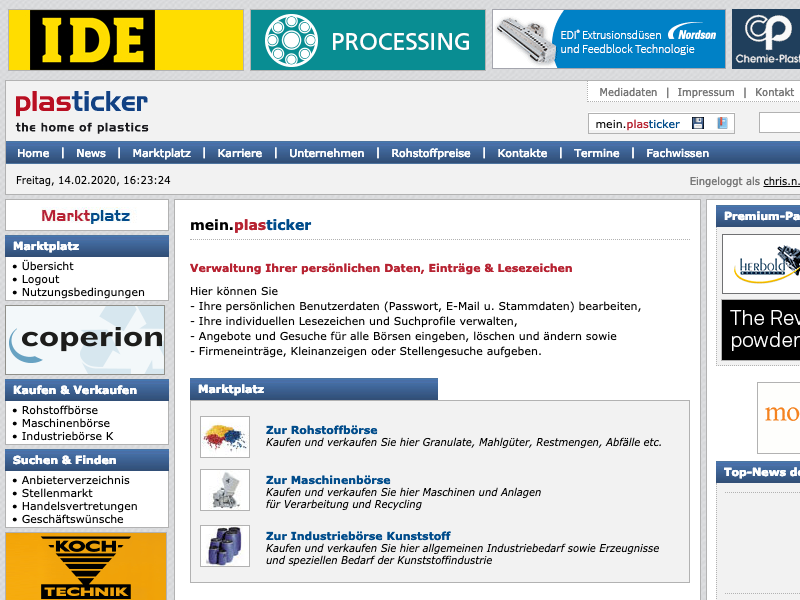 IDE
PROCESSING
EDI® Extrusionsdüsen
und Feedblock Technologie
Nordson
CP
Chemie-Plast
Mediadaten | Impressum | Kontakt
plasticker
the home of plastics
mein.plasticker
Home | News | Marktplatz | Karriere | Unternehmen | Rohstoffpreise | Kontakte | Termine | Fachwissen
Freitag, 14.02.2020, 16:23:24
Eingeloggt als chris.n.
Marktplatz
Marktplatz
• Übersicht
• Logout
• Nutzungsbedingungen
coperion
Kaufen & Verkaufen
• Rohstoffbörse
• Maschinenbörse
• Industriebörse K
Suchen & Finden
• Anbieterverzeichnis
• Stellenmarkt
• Handelsvertretungen
• Geschäftswünsche
KOCH-
TECHNIK
mein.plasticker
Verwaltung Ihrer persönlichen Daten, Einträge & Lesezeichen
Hier können Sie
- Ihre persönlichen Benutzerdaten (Passwort, E-Mail u. Stammdaten) bearbeiten,
- Ihre individuellen Lesezeichen und Suchprofile verwalten,
- Angebote und Gesuche für alle Börsen eingeben, löschen und ändern sowie
- Firmeneinträge, Kleinanzeigen oder Stellengesuche aufgeben.
Marktplatz
Zur Rohstoffbörse
Kaufen und verkaufen Sie hier Granulate, Mahlgüter, Restmengen, Abfälle etc.
Zur Maschinenbörse
Kaufen und verkaufen Sie hier Maschinen und Anlagen
für Verarbeitung und Recycling
Zur Industriebörse Kunststoff
Kaufen und verkaufen Sie hier allgemeinen Industriebedarf sowie Erzeugnisse
und speziellen Bedarf der Kunststoffindustrie
Premium-Pa
herbold
The Rev
powder
mo
Top-News de